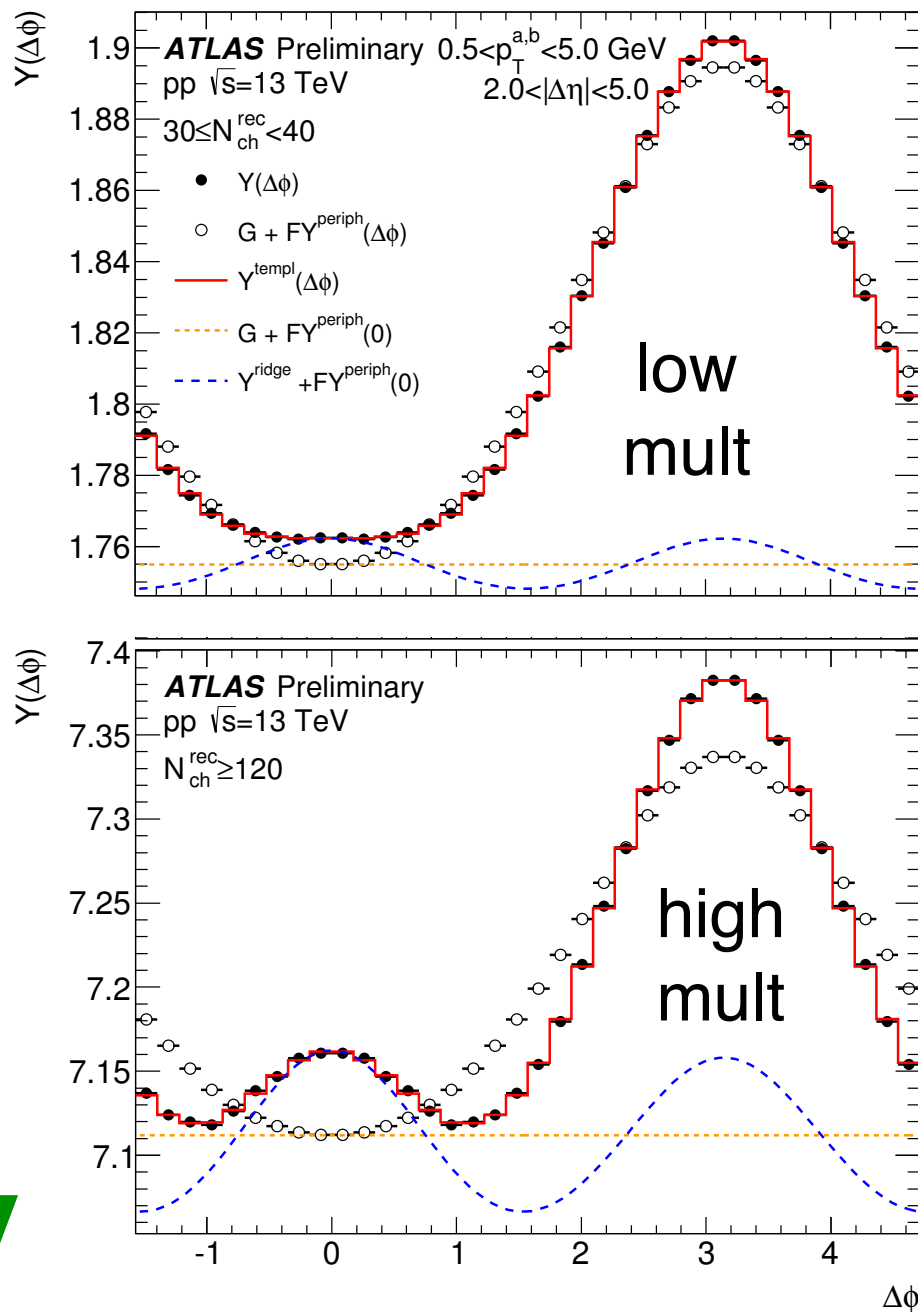 Y(Δϕ)
ATLAS Preliminary 0.5<p_T^{a,b}<5.0 GeV
pp √s=13 TeV 2.0<|Δη|<5.0
30≤N_ch^rec<40
Y(Δϕ)
G + FY^periph(Δϕ)
Y^templ(Δϕ)
G + FY^periph(0)
Y^ridge +FY^periph(0)
low
mult
1.9
1.88
1.86
1.84
1.82
1.8
1.78
1.76
Y(Δϕ)
ATLAS Preliminary
pp √s=13 TeV
N_ch^rec≥120
high
mult
7.4
7.35
7.3
7.25
7.2
7.15
7.1
-1 0 1 2 3 4
Δϕ